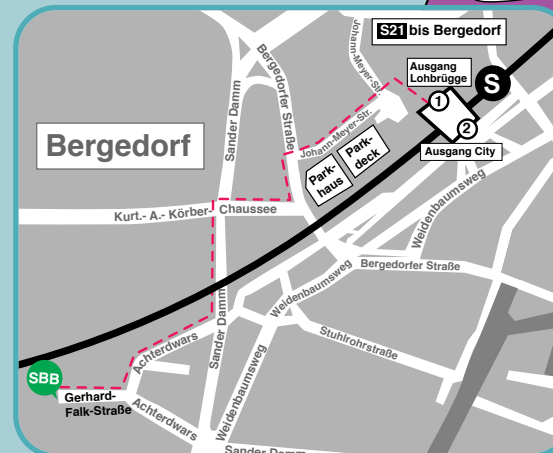 S21 bis Bergedorf
Johann-Meyer-Str.
Ausgang
Lohbrügge
S
1
2
Ausgang City
Bergedorfer Straße
Sander Damm
Johann-Meyer-Str.
Park-
deck
Park-
haus
Bergedorf
Kurt.- A.- Körber- Chaussee
Weidenbaumsweg
Bergedorfer Straße
Weidenbaumsweg
Sander Damm
Stuhlrohrstraße
Achterdwars
Weidenbaumsweg
SBB
Gerhard-
Falk-Straße
Achterdwars
Sander Damm